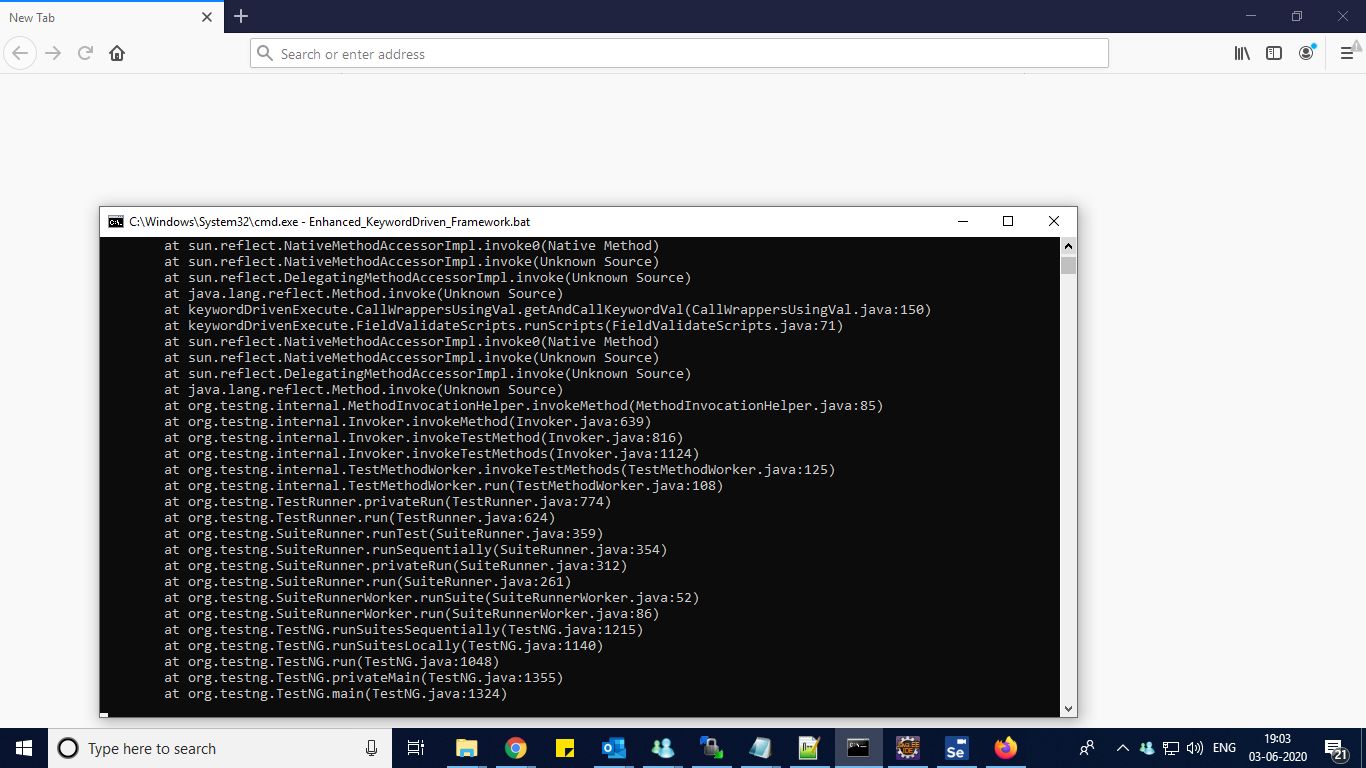 New Tab
Search or enter address
C:\Windows\System32\cmd.exe - Enhanced_KeywordDriven_Framework.bat
at sun.reflect.NativeMethodAccessorImpl.invoke0(Native Method)
at sun.reflect.NativeMethodAccessorImpl.invoke(Unknown Source)
at sun.reflect.DelegatingMethodAccessorImpl.invoke(Unknown Source)
at java.lang.reflect.Method.invoke(Unknown Source)
at keywordDrivenExecute.CallWrappersUsingVal.getAndCallKeywordVal(CallWrappersUsingVal.java:150)
at keywordDrivenExecute.FieldValidateScripts.runScripts(FieldValidateScripts.java:71)
at sun.reflect.NativeMethodAccessorImpl.invoke0(Native Method)
at sun.reflect.NativeMethodAccessorImpl.invoke(Unknown Source)
at sun.reflect.DelegatingMethodAccessorImpl.invoke(Unknown Source)
at java.lang.reflect.Method.invoke(Unknown Source)
at org.testng.internal.MethodInvocationHelper.invokeMethod(MethodInvocationHelper.java:85)
at org.testng.internal.Invoker.invokeMethod(Invoker.java:639)
at org.testng.internal.Invoker.invokeTestMethod(Invoker.java:816)
at org.testng.internal.Invoker.invokeTestMethods(Invoker.java:1124)
at org.testng.internal.TestMethodWorker.invokeTestMethods(TestMethodWorker.java:125)
at org.testng.internal.TestMethodWorker.run(TestMethodWorker.java:108)
at org.testng.TestRunner.privateRun(TestRunner.java:774)
at org.testng.TestRunner.run(TestRunner.java:624)
at org.testng.SuiteRunner.runTest(SuiteRunner.java:359)
at org.testng.SuiteRunner.runSequentially(SuiteRunner.java:354)
at org.testng.SuiteRunner.privateRun(SuiteRunner.java:312)
at org.testng.SuiteRunner.run(SuiteRunner.java:261)
at org.testng.SuiteRunnerWorker.runSuite(SuiteRunnerWorker.java:52)
at org.testng.SuiteRunnerWorker.run(SuiteRunnerWorker.java:86)
at org.testng.TestNG.runSuitesSequentially(TestNG.java:1215)
at org.testng.TestNG.runSuitesLocally(TestNG.java:1140)
at org.testng.TestNG.run(TestNG.java:1048)
at org.testng.TestNG.privateMain(TestNG.java:1355)
at org.testng.TestNG.main(TestNG.java:1324)
Type here to search
Se
ENG
19:03
03-06-2020
21